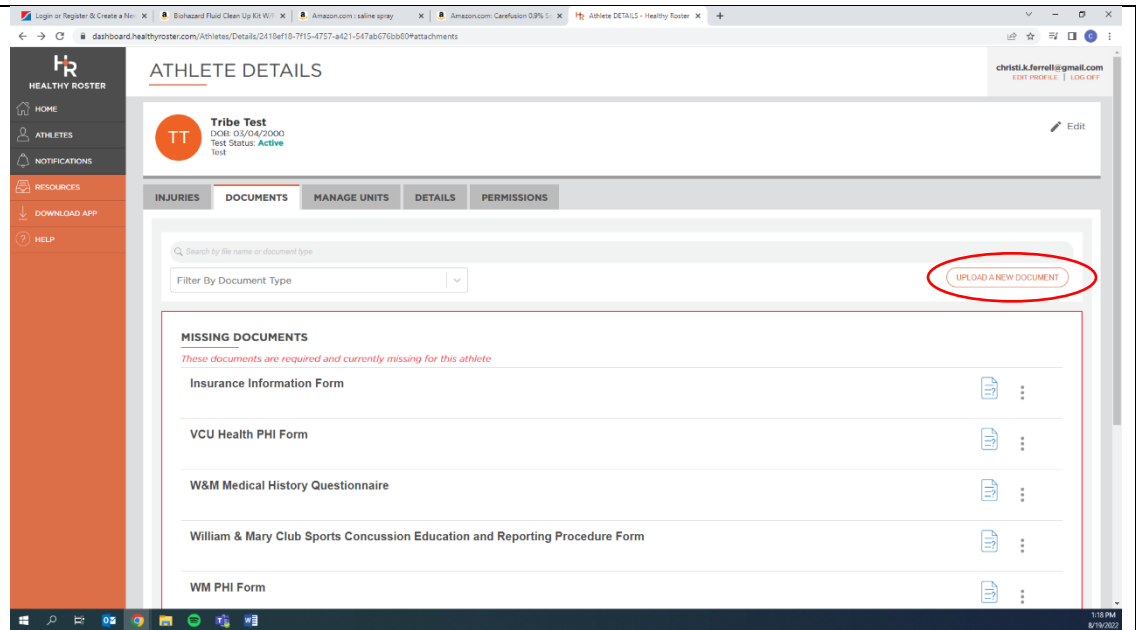 Login or Register & Create a Ne
Biohazard Fluid Clean Up Kit W/
Amazon.com : saline spray
Amazon.com: Carefusion 0.9% So
Athlete DETAILS - Healthy Roster
dashboard.healthyroster.com/Athletes/Details/2418ef18-7f15-4757-a421-547ab676bb80#attachments
C
HR
HEALTHY ROSTER
ATHLETE DETAILS
christi.k.ferrell@gmail.com
EDIT PROFILE | LOG OFF
HOME
ATHLETES
NOTIFICATIONS
RESOURCES
DOWNLOAD APP
HELP
TT
Tribe Test
DOB: 03/04/2000
Test Status: Active
Test
Edit
INJURIES
DOCUMENTS
MANAGE UNITS
DETAILS
PERMISSIONS
Search by file name or document type
Filter By Document Type
UPLOAD A NEW DOCUMENT
MISSING DOCUMENTS
These documents are required and currently missing for this athlete
Insurance Information Form
VCU Health PHI Form
W&M Medical History Questionnaire
William & Mary Club Sports Concussion Education and Reporting Procedure Form
WM PHI Form
1:18 PM
8/19/2022